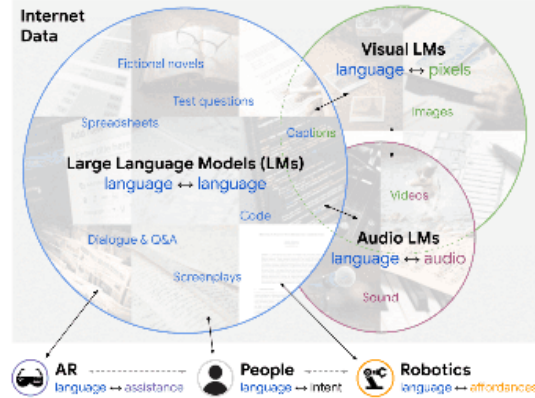 Internet
Data
Fictional novels
Test questions
Spreadsheets
Captions
Large Language Models (LMs)
language ↔ language
Code
Dialogue & Q&A
Screenplays
Visual LMs
language ↔ pixels
Images
Videos
Audio LMs
language ↔ audio
Sound
AR
language ↔ assistance
People
language ↔ intent
Robotics
language ↔ affordances